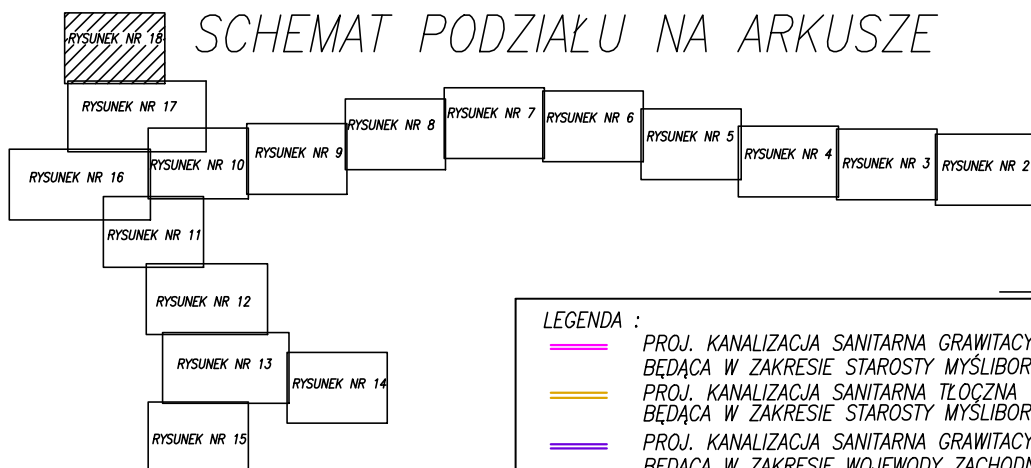 SCHEMAT PODZIAŁU NA ARKUSZE
RYSUNEK NR 18
RYSUNEK NR 17
RYSUNEK NR 16
RYSUNEK NR 10
RYSUNEK NR 9
RYSUNEK NR 8
RYSUNEK NR 7
RYSUNEK NR 6
RYSUNEK NR 5
RYSUNEK NR 4
RYSUNEK NR 3
RYSUNEK NR 2
RYSUNEK NR 11
RYSUNEK NR 12
RYSUNEK NR 13
RYSUNEK NR 14
RYSUNEK NR 15
LEGENDA :
PROJ. KANALIZACJA SANITARNA GRAWITACY
BĘDĄCA W ZAKRESIE STAROSTY MYŚLIBOR
PROJ. KANALIZACJA SANITARNA TŁOCZNA
BĘDĄCA W ZAKRESIE STAROSTY MYŚLIBOR
PROJ. KANALIZACJA SANITARNA GRAWITACY
BĘDĄCA W ZAKRESIE WOJEWODY ZACHODN